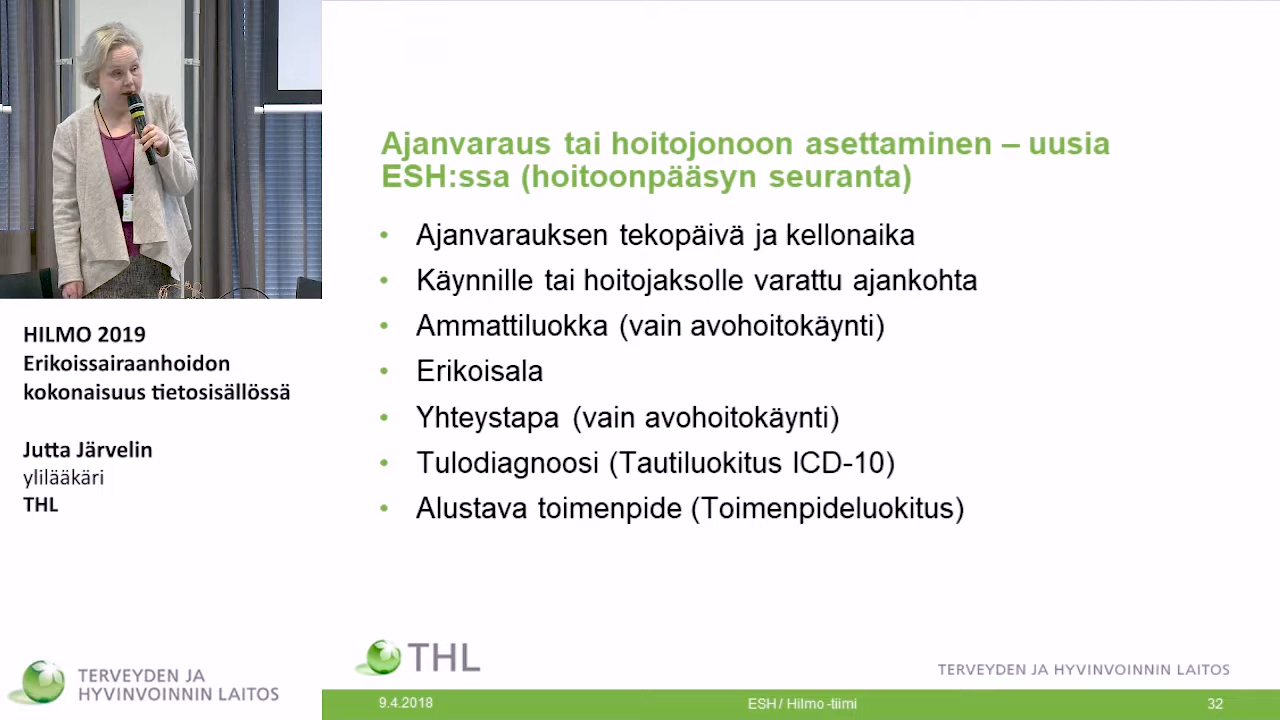 HILMO 2019
Erikoissairaanhoidon
kokonaisuus tietosisällössä
Jutta Järvelin
ylilääkäri
THL
TERVEYDEN JA
HYVINVOINNIN LAITOS
Ajanvaraus tai hoitojonoon asettaminen – uusia
ESH:ssa (hoitoonpääsyn seuranta)
• Ajanvarauksen tekopäivä ja kellonaika
• Käynnille tai hoitojaksolle varattu ajankohta
• Ammattiluokka (vain avohoitokäynti)
• Erikoisala
• Yhteystapa (vain avohoitokäynti)
• Tulodiagnoosi (Tautiluokitus ICD-10)
• Alustava toimenpide (Toimenpideluokitus)
THL
TERVEYDEN JA HYVINVOINNIN LAITOS
9.4.2018 ESH / Hilmo -tiimi 32